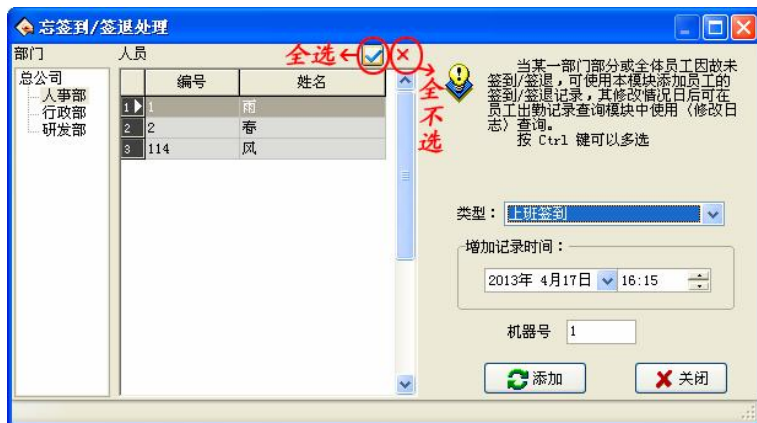 忘签到/签退处理
部门
人员
全选←
×
→全不选
总公司
人事部
行政部
研发部
编号 姓名
1 1 雨
2 2 春
3 114 风
当某一部门部分或全体员工因故未
签到/签退，可使用本模块添加员工的
签到/签退记录，其修改情况日后可在
员工出勤记录查询模块中使用（修改日
志）查询。
按 Ctrl 键可以多选
类型：上班签到
增加记录时间：
2013年 4月17日 16:15
机器号 1
添加
关闭